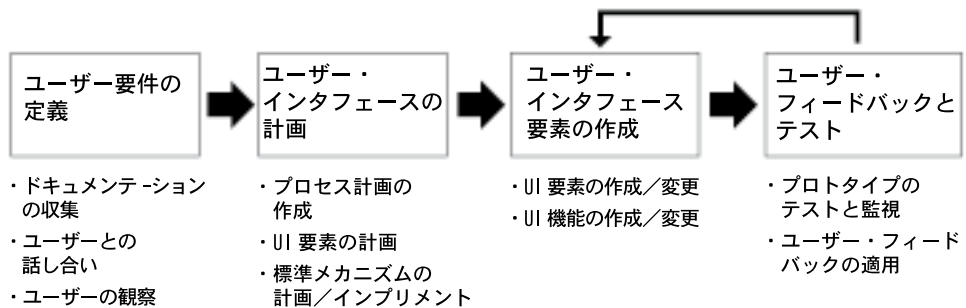 ユーザー要件の
定義
ユーザー・
インタフェースの
計画
ユーザー・
インタフェース
要素の作成
ユーザー・
フィードバックと
テスト
・ドキュメンテ-ション
の収集
・ユーザーとの
話し合い
・ユーザーの観察
・プロセス計画の
作成
・UI 要素の計画
・標準メカニズムの
計画／インプリメント
・UI 要素の作成／変更
・UI 機能の作成／変更
・プロトタイプの
テストと監視
・ユーザー・フィード
バックの適用